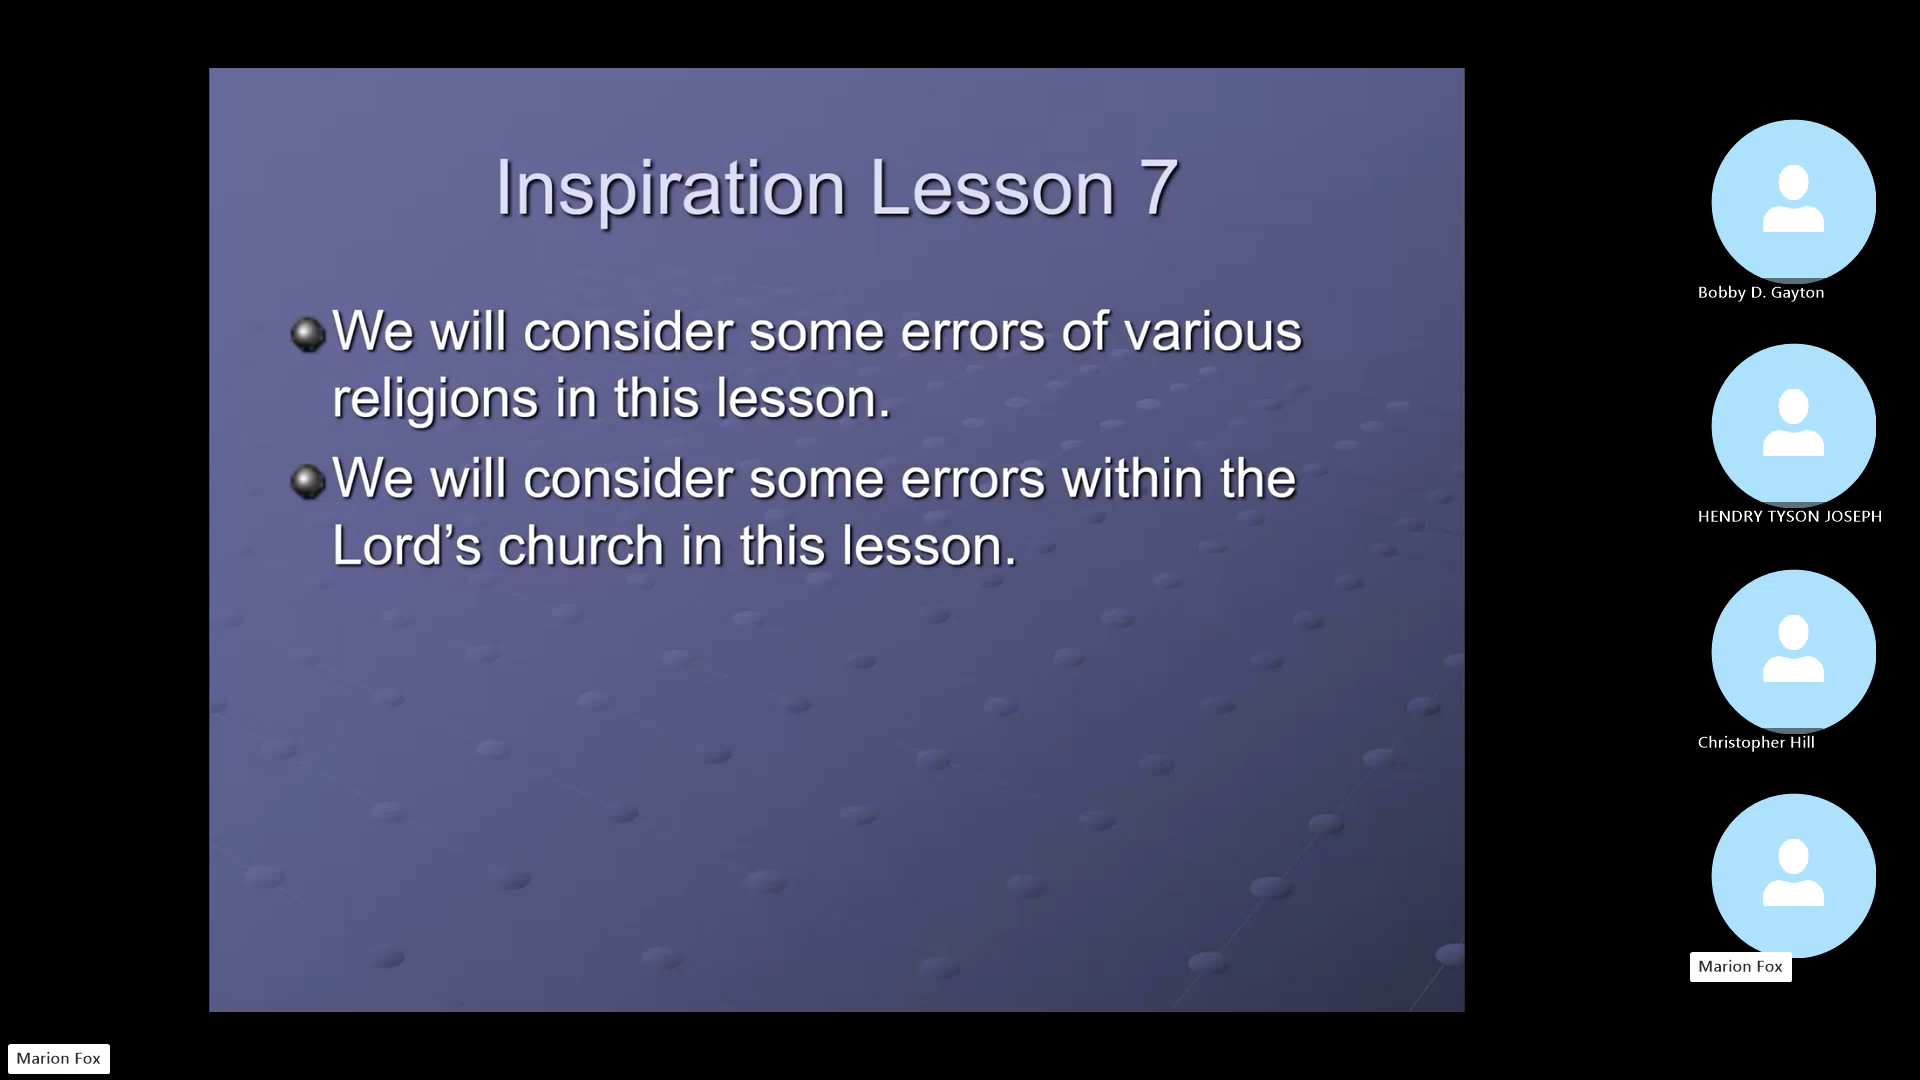 Inspiration Lesson 7
We will consider some errors of various
religions in this lesson.
We will consider some errors within the
Lord’s church in this lesson.
Bobby D. Gayton
HENDRY TYSON JOSEPH
Christopher Hill
Marion Fox
Marion Fox